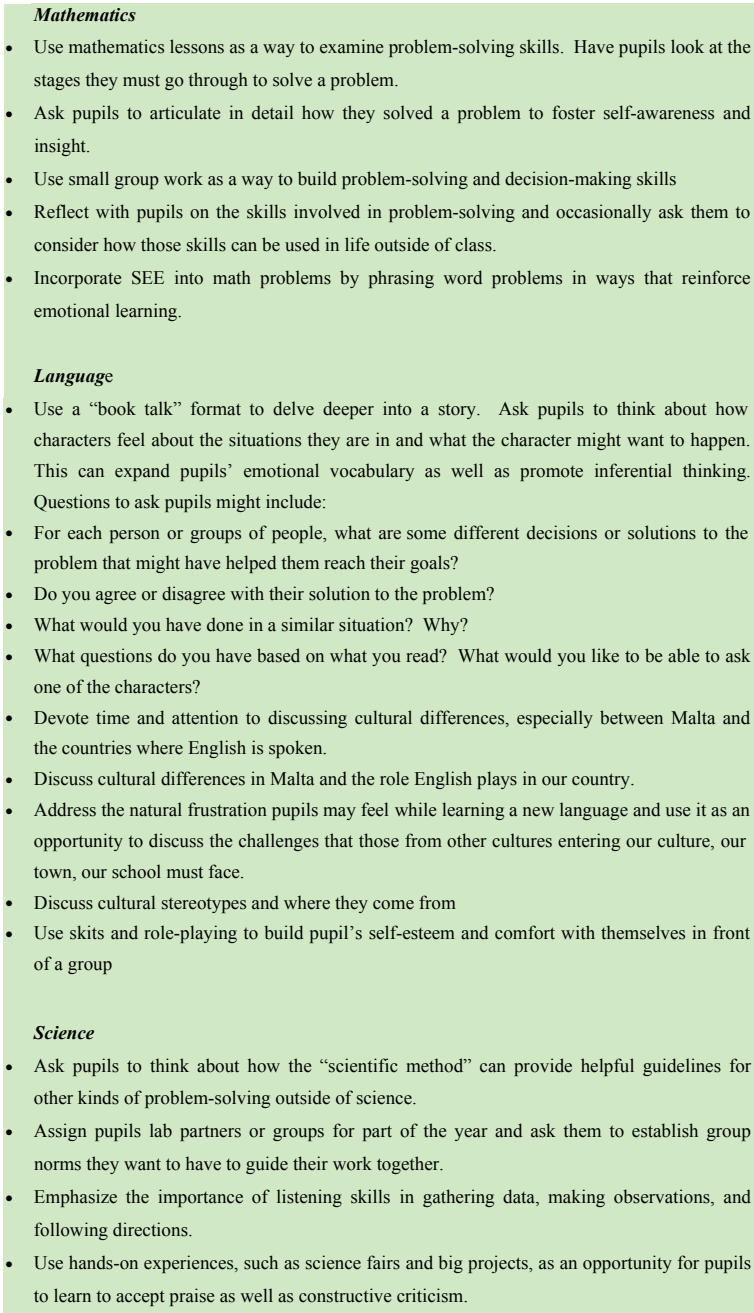 Mathematics
• Use mathematics lessons as a way to examine problem-solving skills. Have pupils look at the
stages they must go through to solve a problem.
• Ask pupils to articulate in detail how they solved a problem to foster self-awareness and
insight.
• Use small group work as a way to build problem-solving and decision-making skills
• Reflect with pupils on the skills involved in problem-solving and occasionally ask them to
consider how those skills can be used in life outside of class.
• Incorporate SEE into math problems by phrasing word problems in ways that reinforce
emotional learning.
Language
• Use a “book talk” format to delve deeper into a story. Ask pupils to think about how
characters feel about the situations they are in and what the character might want to happen.
This can expand pupils’ emotional vocabulary as well as promote inferential thinking.
Questions to ask pupils might include:
• For each person or groups of people, what are some different decisions or solutions to the
problem that might have helped them reach their goals?
• Do you agree or disagree with their solution to the problem?
• What would you have done in a similar situation? Why?
• What questions do you have based on what you read? What would you like to be able to ask
one of the characters?
• Devote time and attention to discussing cultural differences, especially between Malta and
the countries where English is spoken.
• Discuss cultural differences in Malta and the role English plays in our country.
• Address the natural frustration pupils may feel while learning a new language and use it as an
opportunity to discuss the challenges that those from other cultures entering our culture, our
town, our school must face.
• Discuss cultural stereotypes and where they come from
• Use skits and role-playing to build pupil’s self-esteem and comfort with themselves in front
of a group
Science
• Ask pupils to think about how the “scientific method” can provide helpful guidelines for
other kinds of problem-solving outside of science.
• Assign pupils lab partners or groups for part of the year and ask them to establish group
norms they want to have to guide their work together.
• Emphasize the importance of listening skills in gathering data, making observations, and
following directions.
• Use hands-on experiences, such as science fairs and big projects, as an opportunity for pupils
to learn to accept praise as well as constructive criticism.